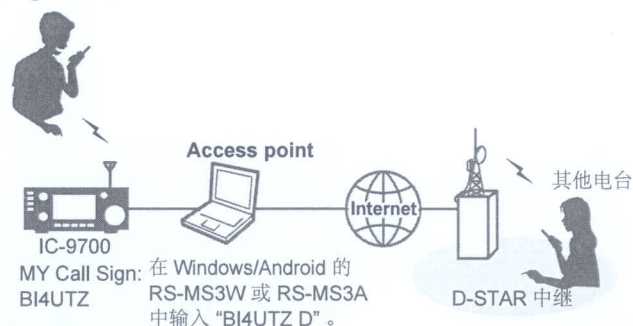 Access point
Internet
其他电台
IC-9700
MY Call Sign:
BI4UTZ
在 Windows/Android 的
RS-MS3W 或 RS-MS3A
中输入 “BI4UTZ D” 。
D-STAR 中继